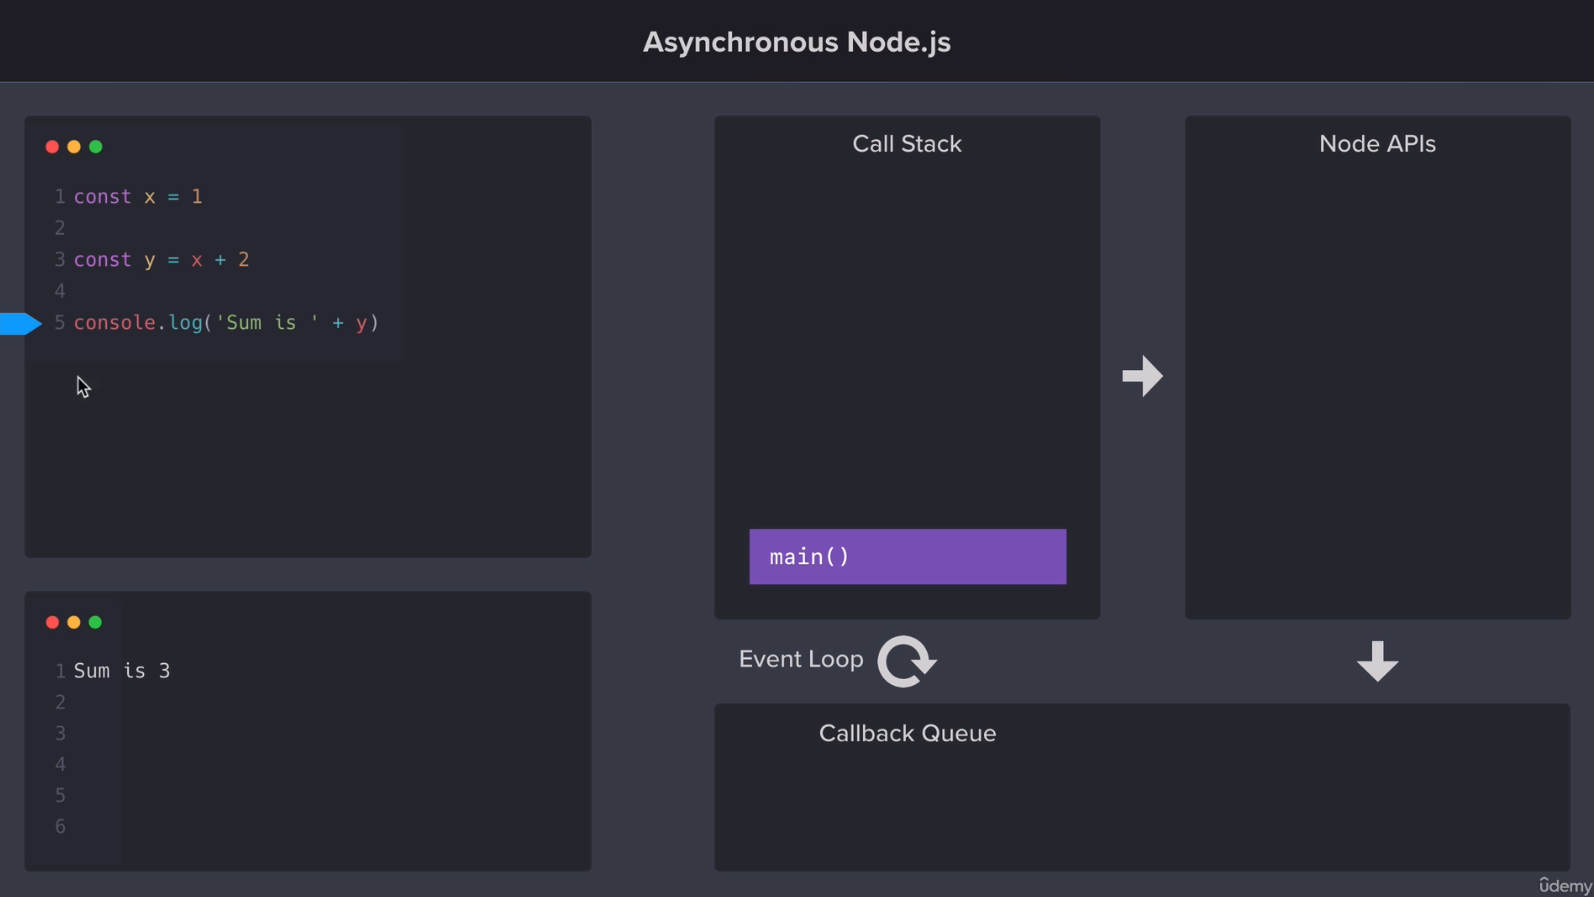 Asynchronous Node.js
1 const x = 1
2
3 const y = x + 2
4
5 console.log('Sum is ' + y)
1 Sum is 3
2
3
4
5
6
Call Stack
main()
Node APIs
Event Loop
Callback Queue
ûdemy